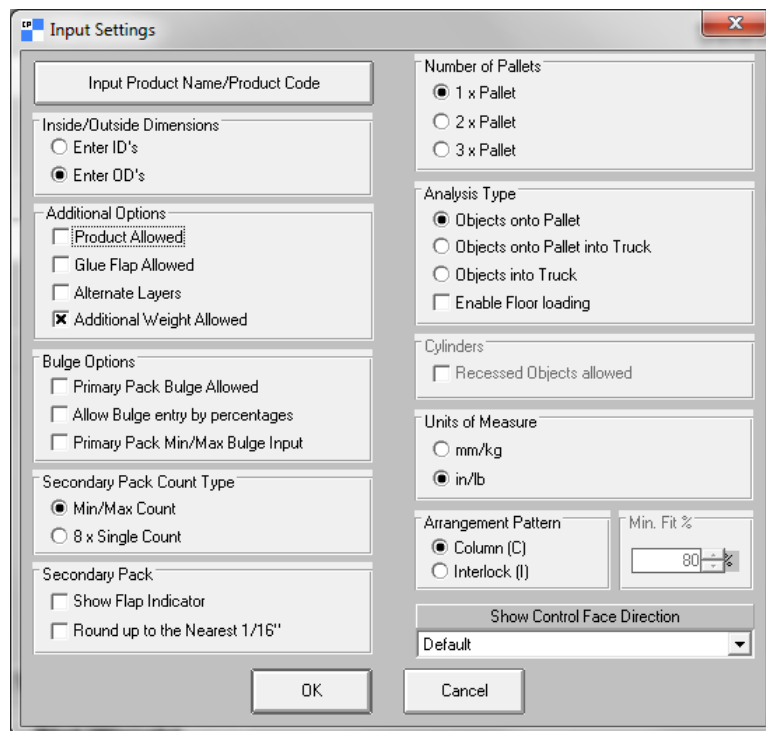 CP
Input Settings
Input Product Name/Product Code
Inside/Outside Dimensions
Enter ID's
Enter OD's
Additional Options
Product Allowed
Glue Flap Allowed
Alternate Layers
Additional Weight Allowed
Bulge Options
Primary Pack Bulge Allowed
Allow Bulge entry by percentages
Primary Pack Min/Max Bulge Input
Secondary Pack Count Type
Min/Max Count
8 x Single Count
Secondary Pack
Show Flap Indicator
Round up to the Nearest 1/16"
Number of Pallets
1 x Pallet
2 x Pallet
3 x Pallet
Analysis Type
Objects onto Pallet
Objects onto Pallet into Truck
Objects into Truck
Enable Floor loading
Cylinders
Recessed Objects allowed
Units of Measure
mm/kg
in/lb
Arrangement Pattern
Column (C)
Interlock (I)
Min. Fit %
80 %
Show Control Face Direction
Default
OK
Cancel